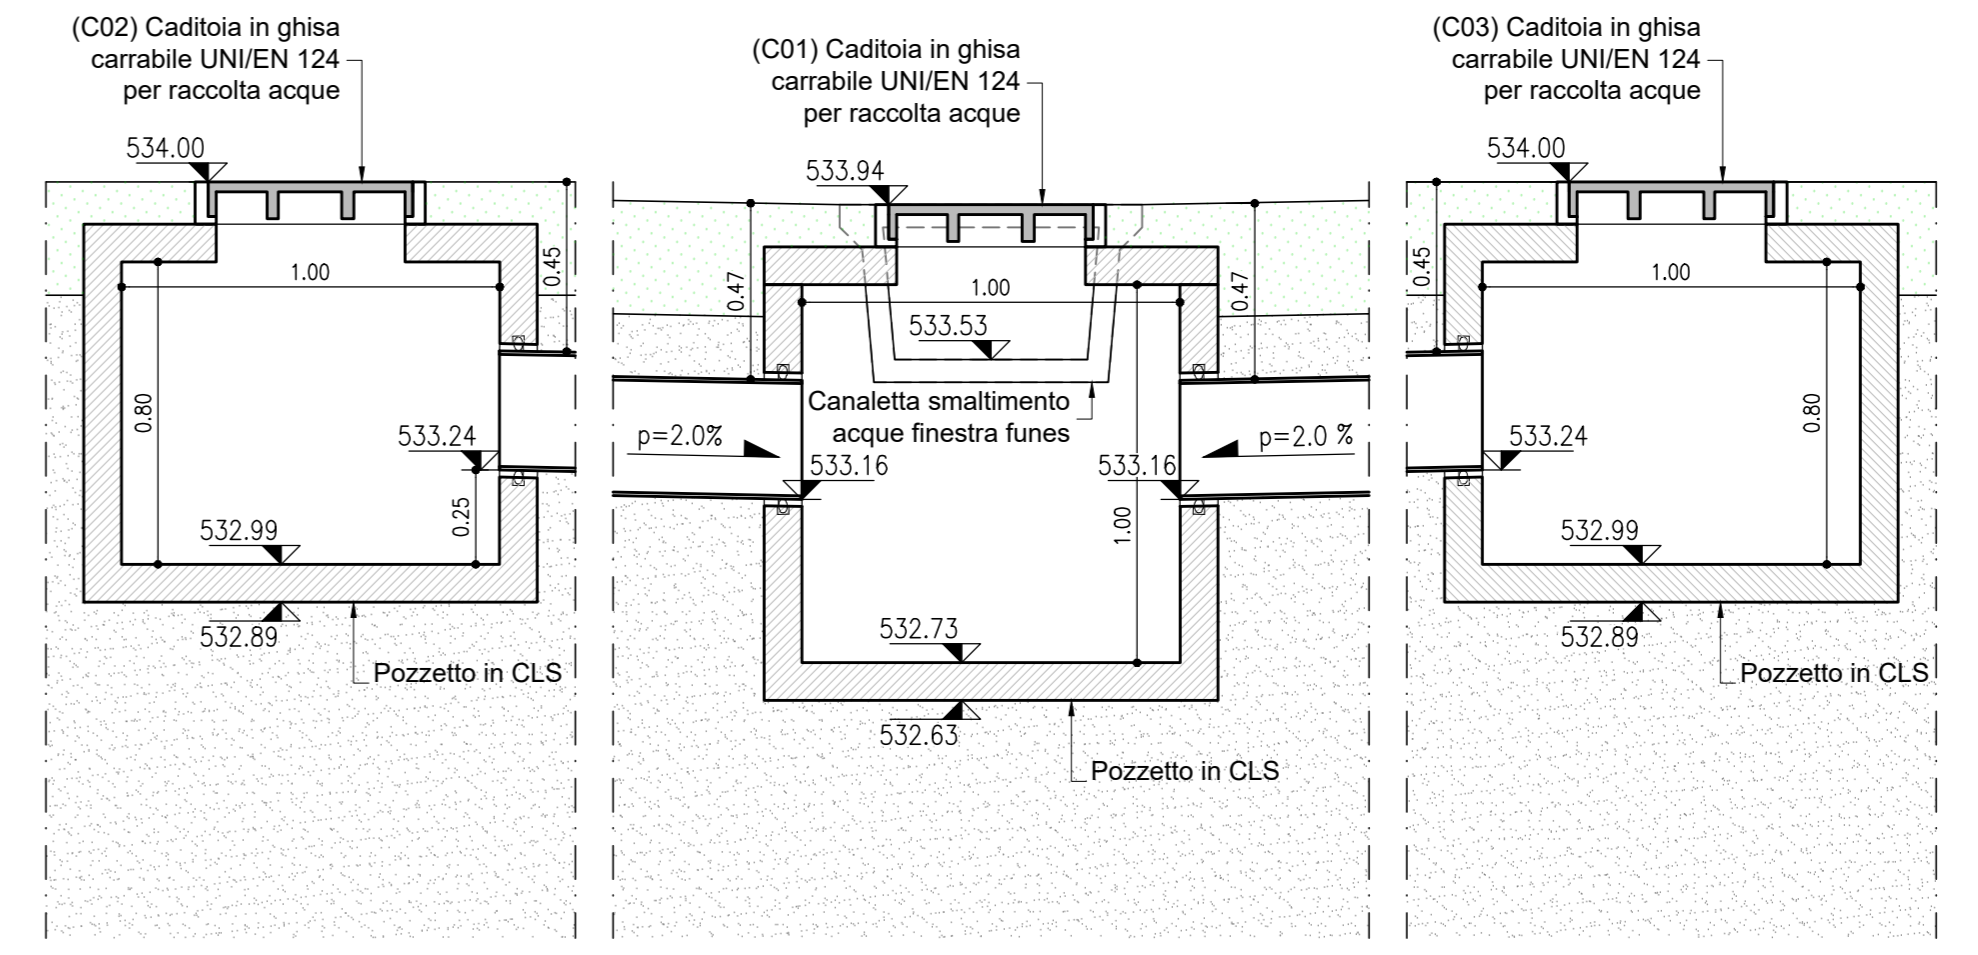 (C02) Caditoia in ghisa
carrabile UNI/EN 124
per raccolta acque
534.00
0.45
1.00
0.80
533.24
0.25
532.99
532.89
Pozzetto in CLS
(C01) Caditoia in ghisa
carrabile UNI/EN 124
per raccolta acque
533.94
0.47
0.47
1.00
533.53
Canaletta smaltimento
acque finestra funes
p=2.0%
p=2.0 %
533.16
533.16
1.00
532.73
532.63
Pozzetto in CLS
(C03) Caditoia in ghisa
carrabile UNI/EN 124
per raccolta acque
534.00
0.45
1.00
0.80
533.24
532.99
532.89
Pozzetto in CLS